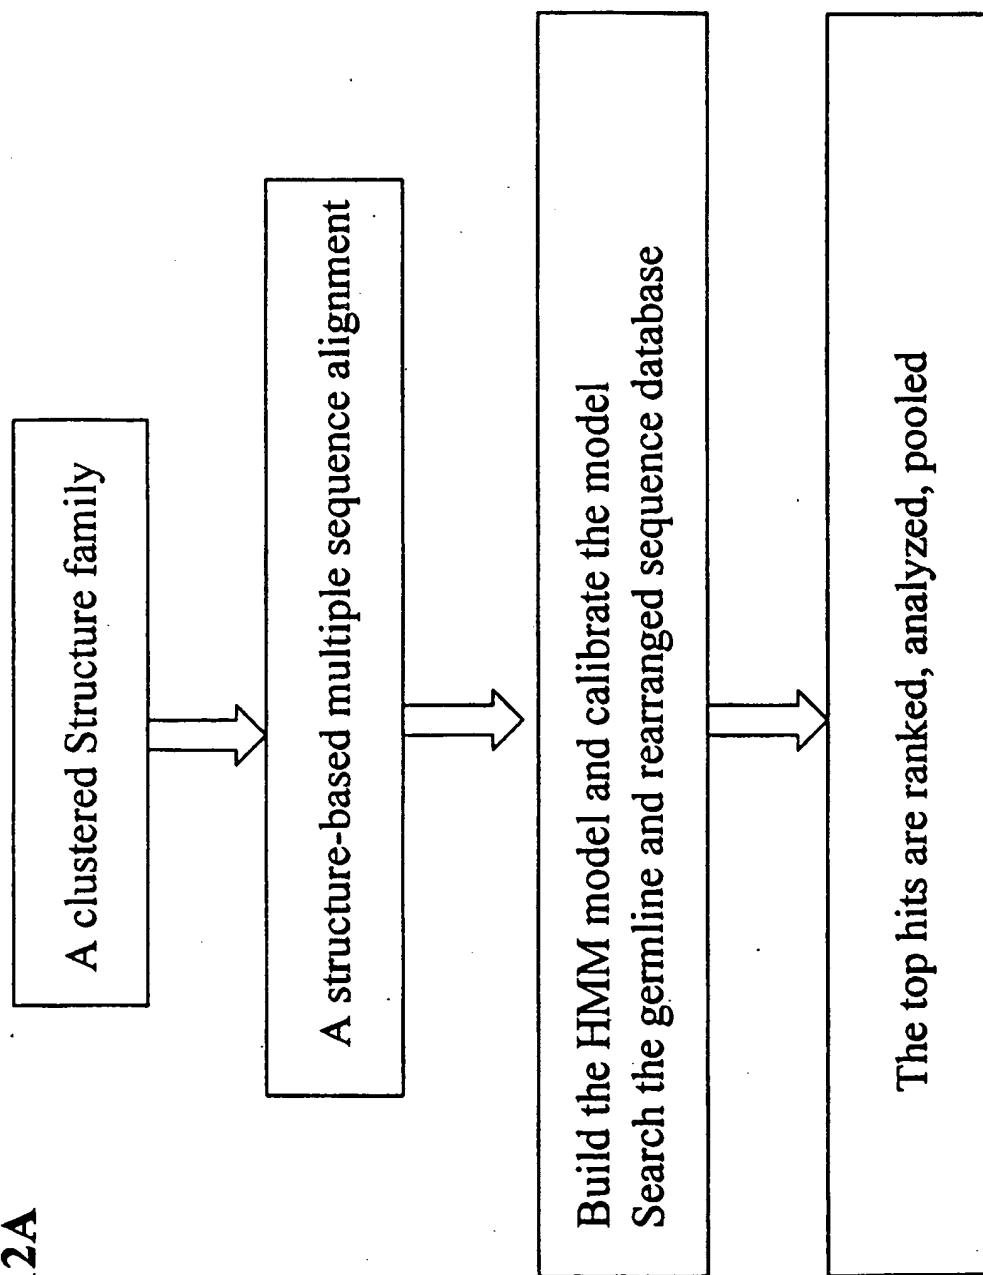 .2A
A clustered Structure family
A structure-based multiple sequence alignment
Build the HMM model and calibrate the model
Search the germline and rearranged sequence database
The top hits are ranked, analyzed, pooled